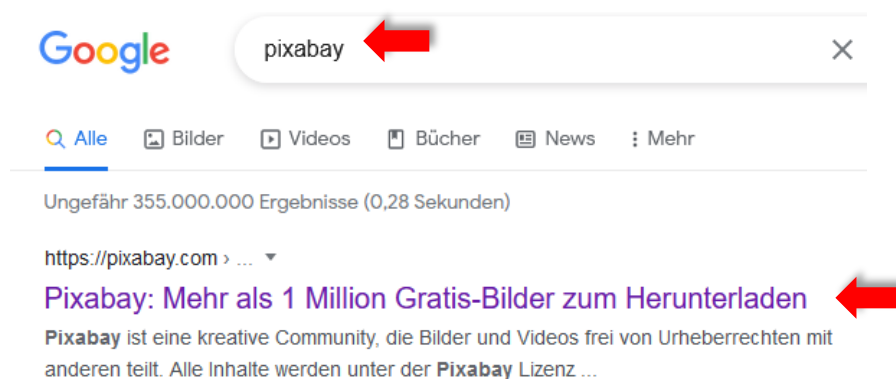 Google pixabay
Alle Bilder Videos Bücher News Mehr
Ungefähr 355.000.000 Ergebnisse (0,28 Sekunden)
https://pixabay.com › ...
Pixabay: Mehr als 1 Million Gratis-Bilder zum Herunterladen
Pixabay ist eine kreative Community, die Bilder und Videos frei von Urheberrechten mit
anderen teilt. Alle Inhalte werden unter der Pixabay Lizenz ...